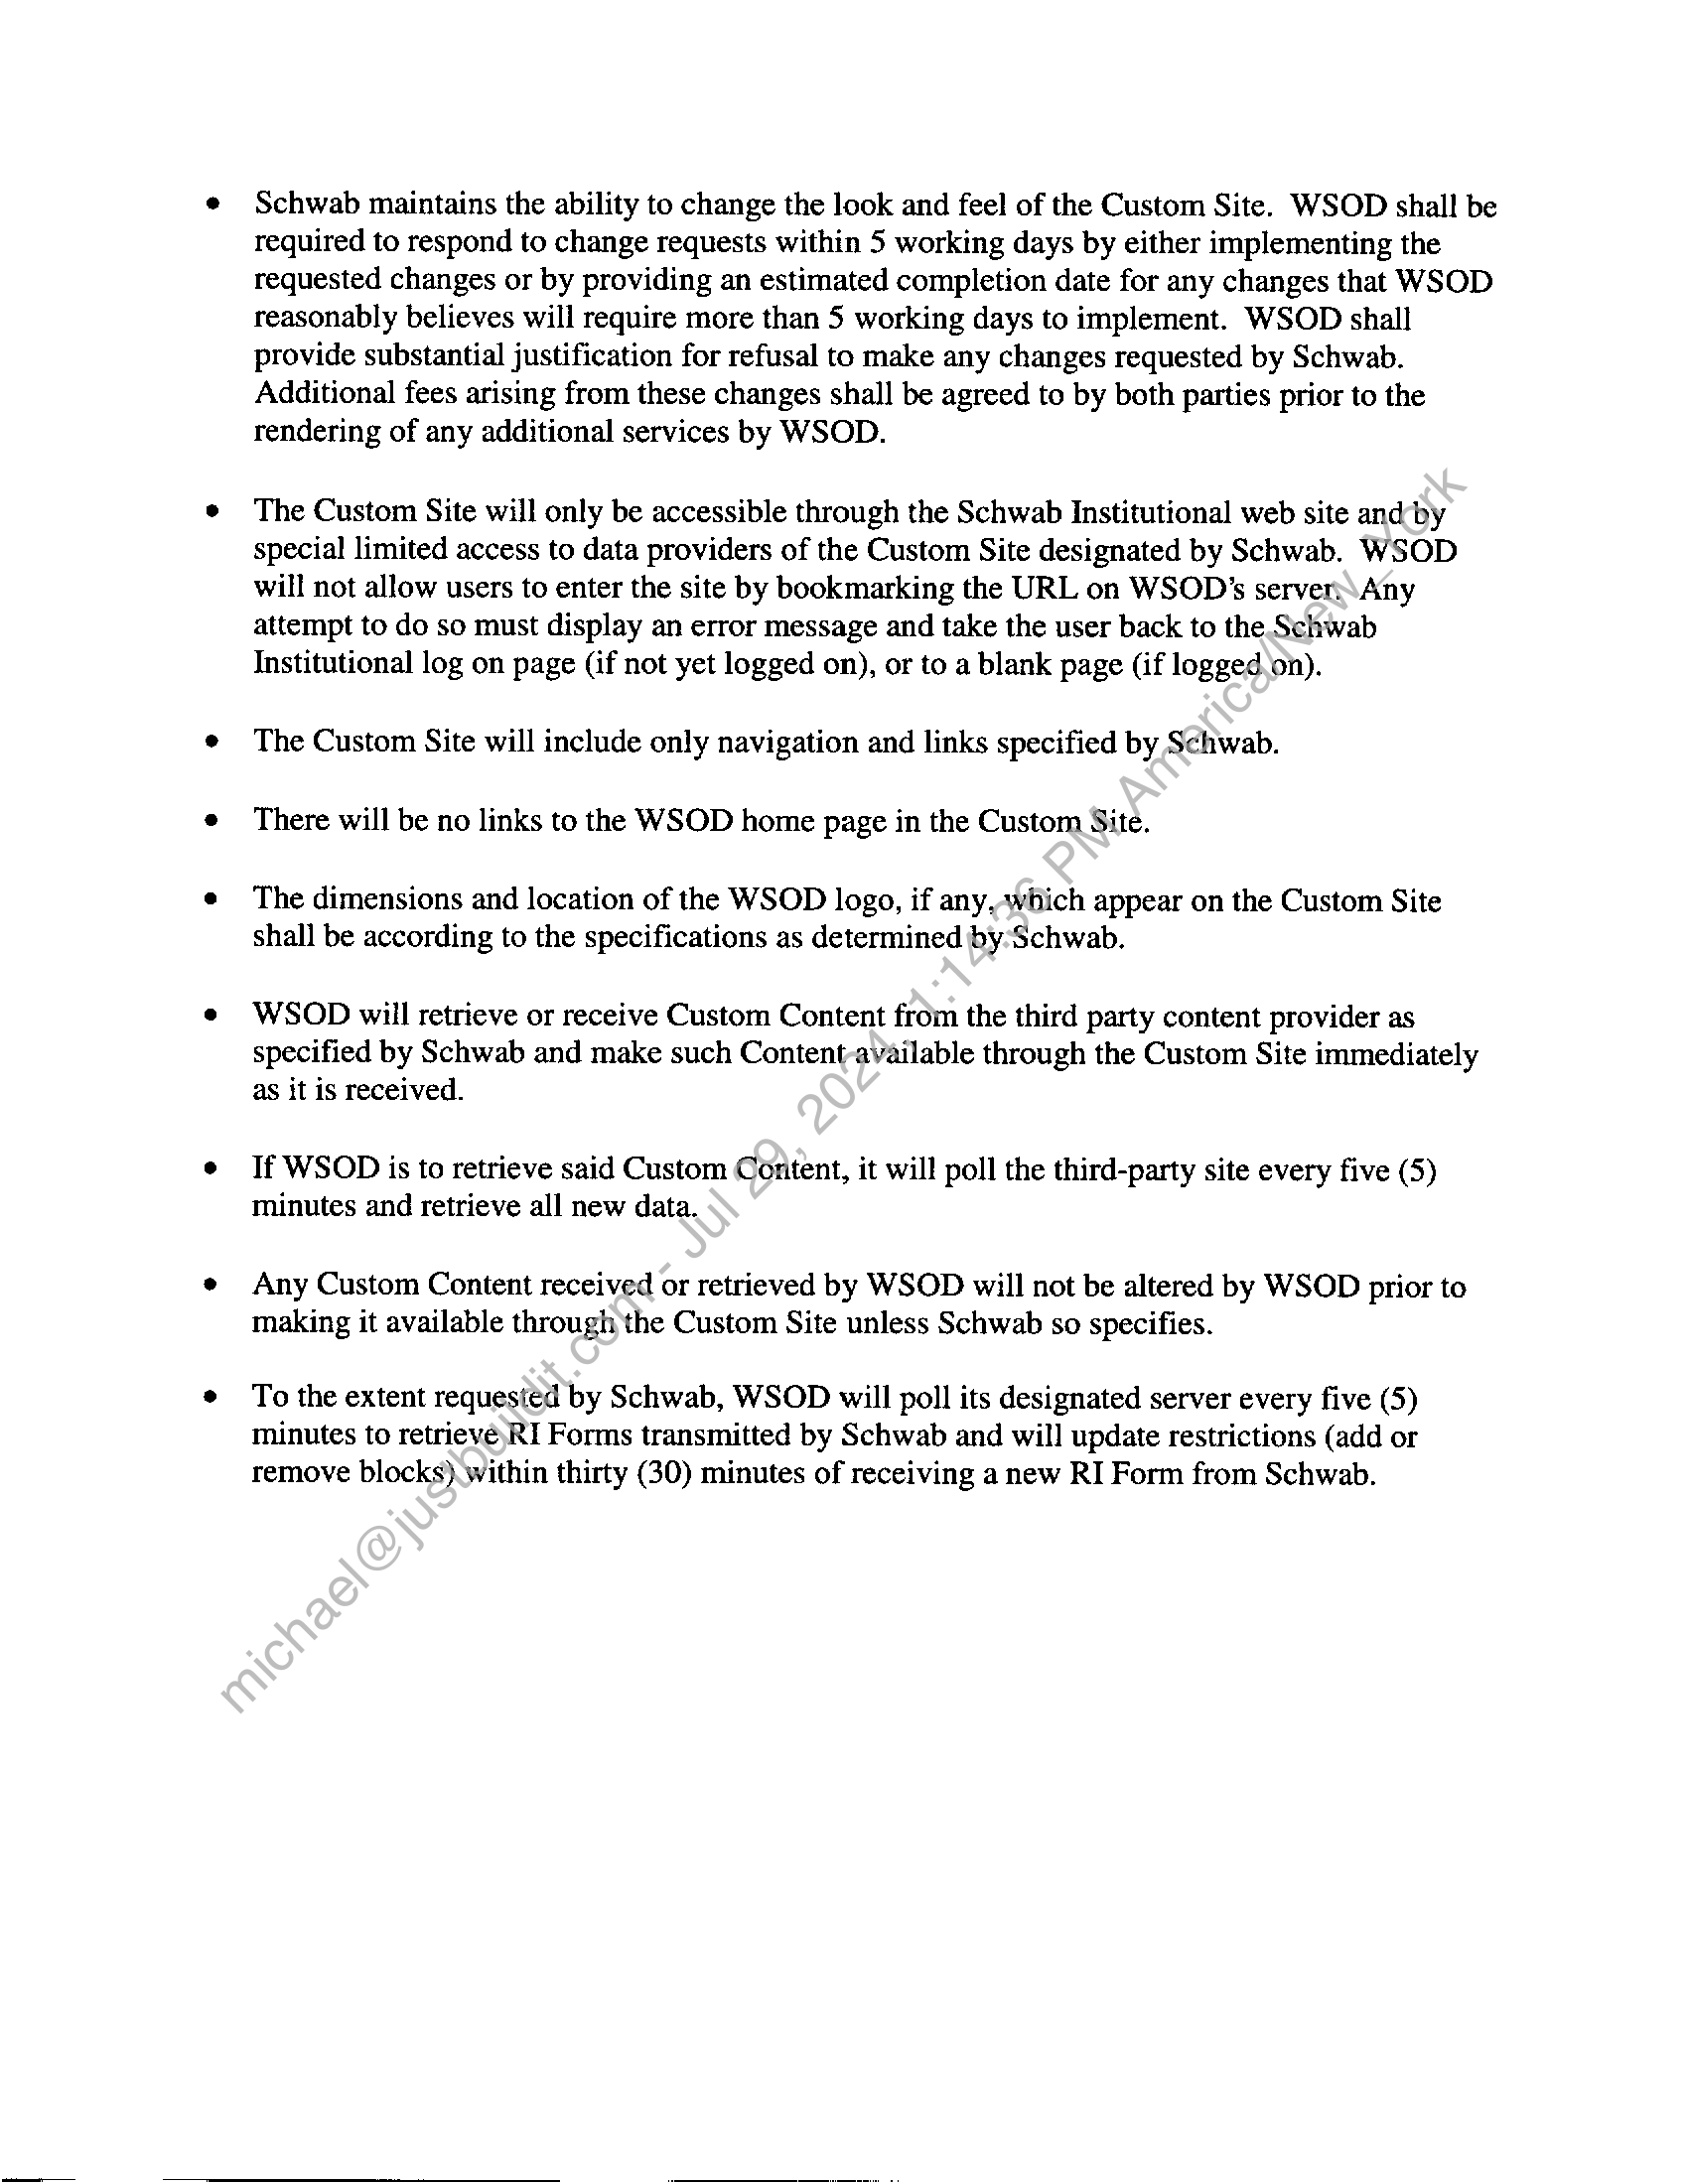 • Schwab maintains the ability to change the look and feel of the Custom Site. WSOD shall be
required to respond to change requests within 5 working days by either implementing the
requested changes or by providing an estimated completion date for any changes that WSOD
reasonably believes will require more than 5 working days to implement. WSOD shall
provide substantial justification for refusal to make any changes requested by Schwab.
Additional fees arising from these changes shall be agreed to by both parties prior to the
rendering of any additional services by WSOD.
• The Custom Site will only be accessible through the Schwab Institutional web site and by
special limited access to data providers of the Custom Site designated by Schwab. WSOD
will not allow users to enter the site by bookmarking the URL on WSOD's server. Any
attempt to do so must display an error message and take the user back to the Schwab
Institutional log on page (if not yet logged on), or to a blank page (if logged on).
• The Custom Site will include only navigation and links specified by Schwab.
• There will be no links to the WSOD home page in the Custom Site.
• The dimensions and location of the WSOD logo, if any, which appear on the Custom Site
shall be according to the specifications as determined by Schwab.
• WSOD will retrieve or receive Custom Content from the third party content provider as
specified by Schwab and make such Content available through the Custom Site immediately
as it is received.
• If WSOD is to retrieve said Custom Content, it will poll the third-party site every five (5)
minutes and retrieve all new data.
• Any Custom Content received or retrieved by WSOD will not be altered by WSOD prior to
making it available through the Custom Site unless Schwab so specifies.
• To the extent requested by Schwab, WSOD will poll its designated server every five (5)
minutes to retrieve RI Forms transmitted by Schwab and will update restrictions (add or
remove blocks) within thirty (30) minutes of receiving a new RI Form from Schwab.
michael@justbuildit.com - Jul 29, 2024, 1:14:36 PM America/New_York